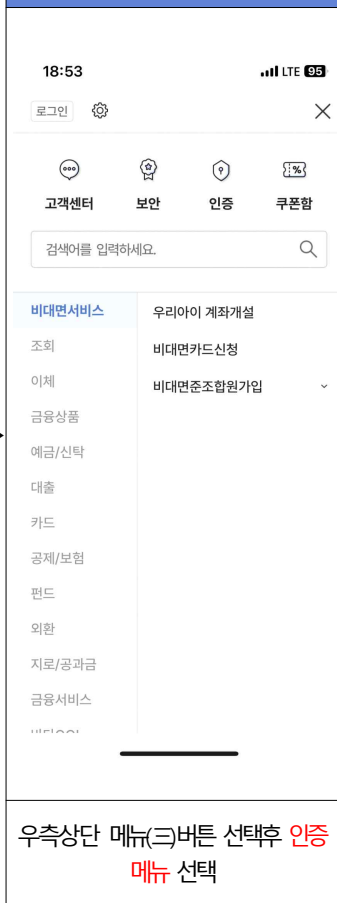 18:53 LTE 95
로그인
고객센터 보안 인증 쿠폰함
검색어를 입력하세요.
비대면서비스 우리아이 계좌개설
조회 비대면카드신청
이체 비대면준조합원가입
금융상품
예금/신탁
대출
카드
공제/보험
펀드
외환
지로/공과금
금융서비스
우측상단 메뉴(三)버튼 선택후 인증
메뉴 선택